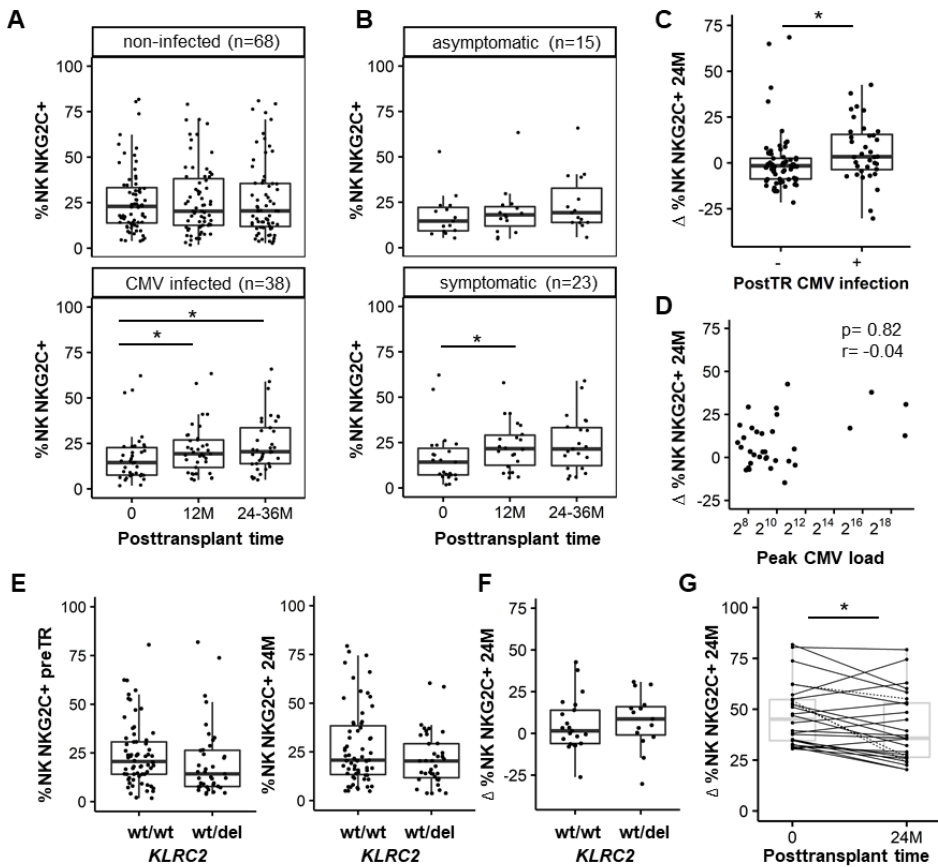 A
non-infected (n=68)
%NK NKG2C+
100
75
50
25
0
CMV infected (n=38)
%NK NKG2C+
100
75
50
25
0
*
*
0
12M
24-36M
Posttransplant time
B
asymptomatic (n=15)
%NK NKG2C+
100
75
50
25
0
symptomatic (n=23)
%NK NKG2C+
100
75
50
25
0
*
0
12M
24-36M
Posttransplant time
C
Δ %NK NKG2C+ 24M
75
50
25
0
-25
*
-
+
PostTR CMV infection
D
Δ %NK NKG2C+ 24M
75
50
25
0
-25
p= 0.82
r= -0.04
2^8 2^10 2^12 2^14 2^16 2^18
Peak CMV load
E
%NK NKG2C+ preTR
100
75
50
25
0
wt/wt
wt/del
KLRC2
%NK NKG2C+ 24M
100
75
50
25
0
wt/wt
wt/del
KLRC2
F
Δ %NK NKG2C+ 24M
75
50
25
0
-25
wt/wt
wt/del
KLRC2
G
Δ %NK NKG2C+ 24M
100
75
50
25
0
*
0
24M
Posttransplant time